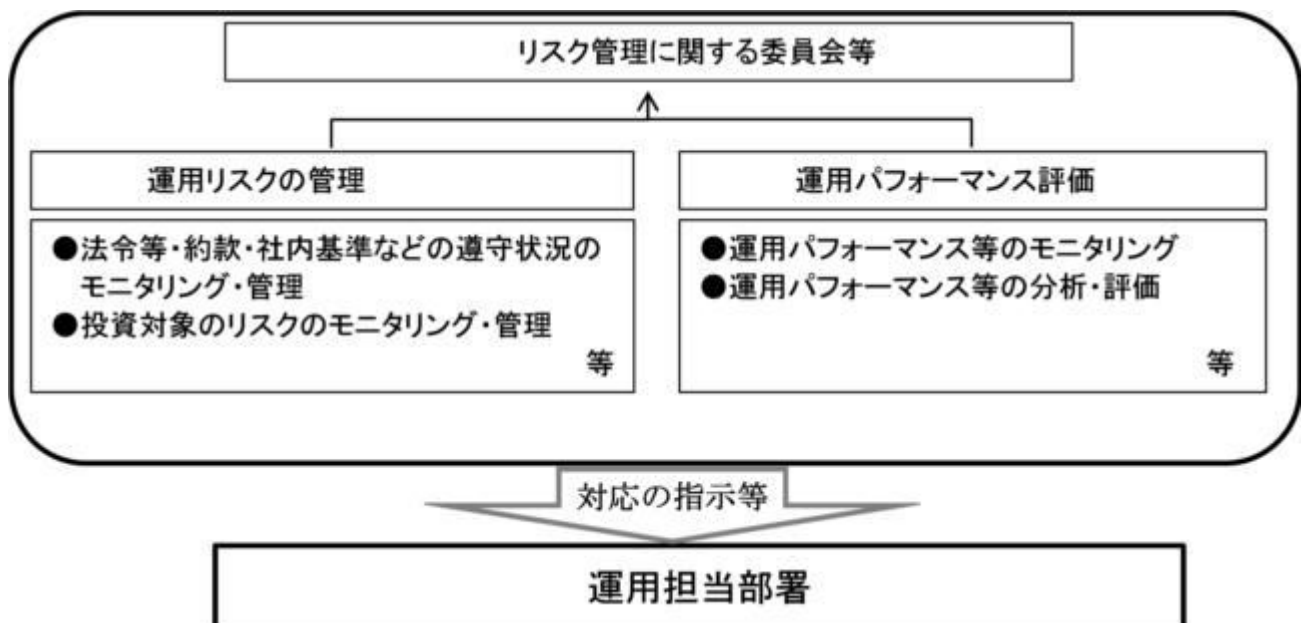 リスク管理に関する委員会等
運用リスクの管理
●法令等・約款・社内基準などの遵守状況の
モニタリング・管理
●投資対象のリスクのモニタリング・管理
等
運用パフォーマンス評価
●運用パフォーマンス等のモニタリング
●運用パフォーマンス等の分析・評価
等
対応の指示等
運用担当部署